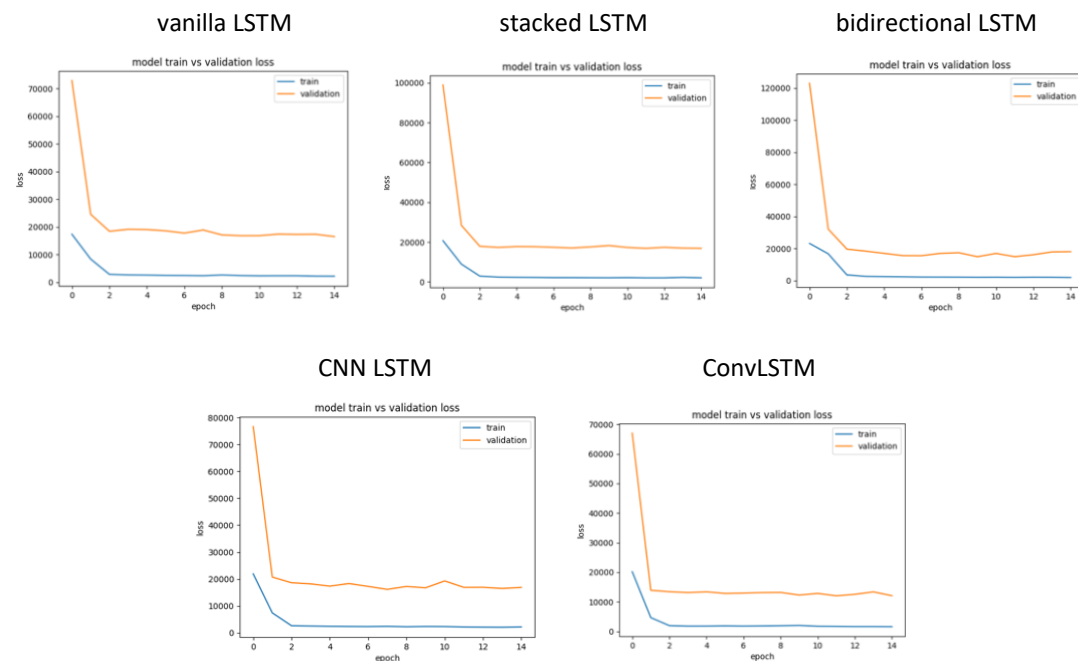 vanilla LSTM
model train vs validation loss
train
validation
70000
60000
50000
40000
30000
20000
10000
0
loss
0 2 4 6 8 10 12 14
epoch
stacked LSTM
model train vs validation loss
train
validation
100000
80000
60000
40000
20000
0
loss
0 2 4 6 8 10 12 14
epoch
bidirectional LSTM
model train vs validation loss
train
validation
120000
100000
80000
60000
40000
20000
0
loss
0 2 4 6 8 10 12 14
epoch
CNN LSTM
model train vs validation loss
train
validation
80000
70000
60000
50000
40000
30000
20000
10000
0
loss
0 2 4 6 8 10 12 14
epoch
ConvLSTM
model train vs validation loss
train
validation
70000
60000
50000
40000
30000
20000
10000
0
loss
0 2 4 6 8 10 12 14
epoch